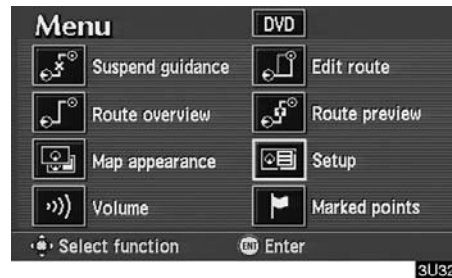 Menu DVD
Suspend guidance Edit route
Route overview Route preview
Map appearance Setup
Volume Marked points
Select function ENT Enter
3U32